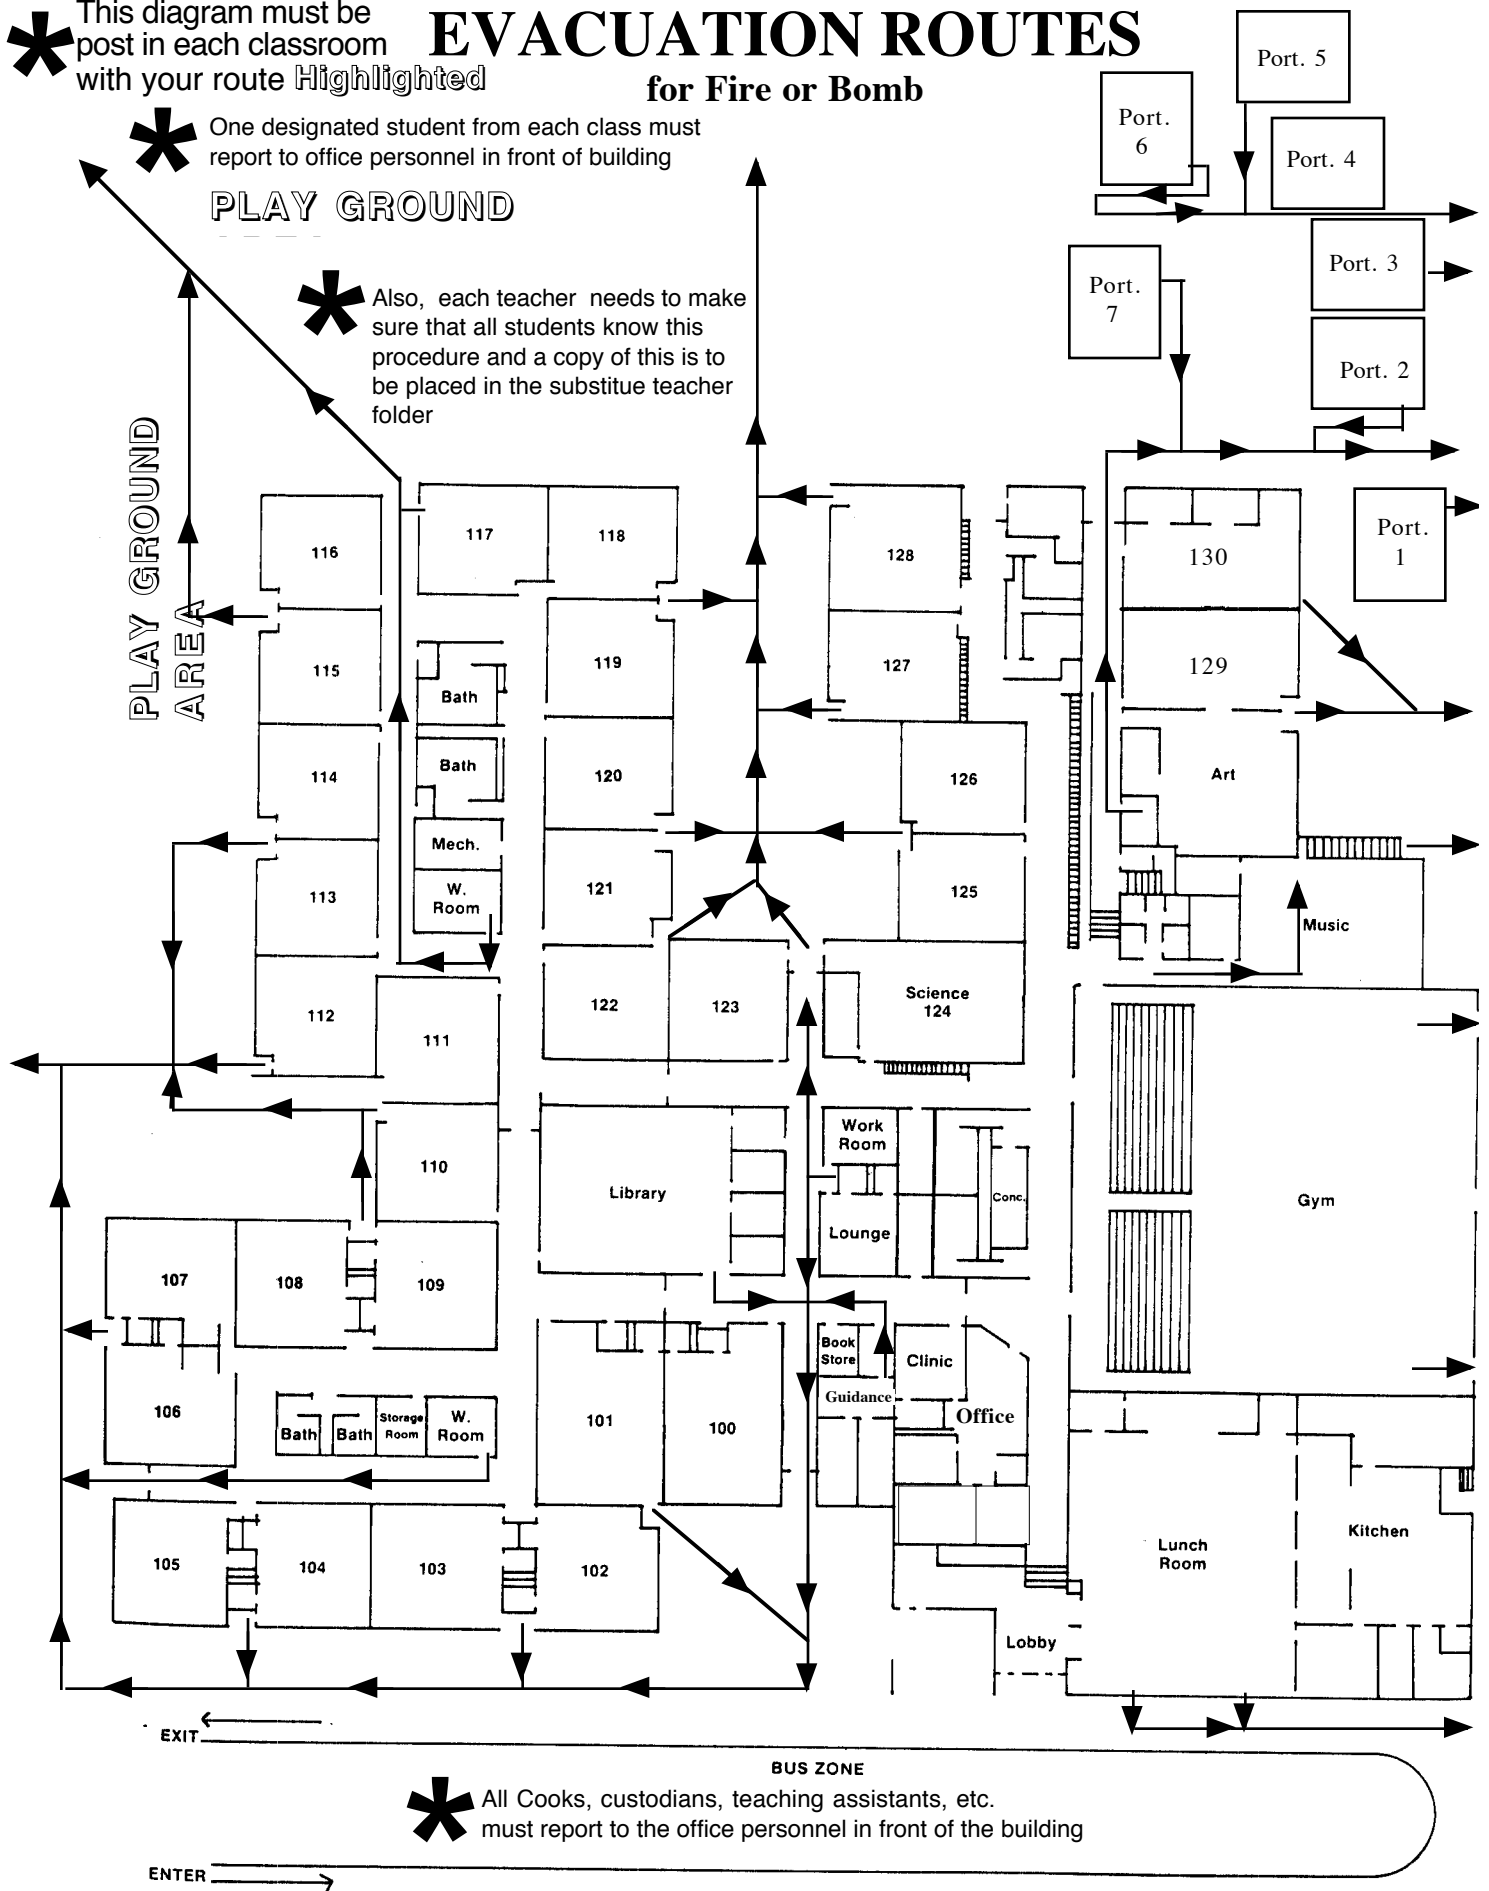 This diagram must be
post in each classroom
with your route Highlighted
EVACUATION ROUTES
for Fire or Bomb
One designated student from each class must
report to office personnel in front of building
PLAY GROUND
Also, each teacher needs to make
sure that all students know this
procedure and a copy of this is to
be placed in the substitue teacher
folder
PLAY GROUND
AREA
Port. 5
Port.
6
Port. 4
Port. 3
Port.
7
Port. 2
Port.
1
116
117
118
128
130
115
119
127
129
Bath
114
Bath
120
126
Art
Mech.
113
W.
Room
121
125
Music
112
111
122
123
Science
124
110
Library
Work
Room
Conc.
Gym
Lounge
107
108
109
Book
Store
Clinic
Guidance
106
Bath
Bath
Storage
Room
W.
Room
101
100
Office
105
104
103
102
Lunch
Room
Kitchen
Lobby
EXIT
BUS ZONE
All Cooks, custodians, teaching assistants, etc.
must report to the office personnel in front of the building
ENTER